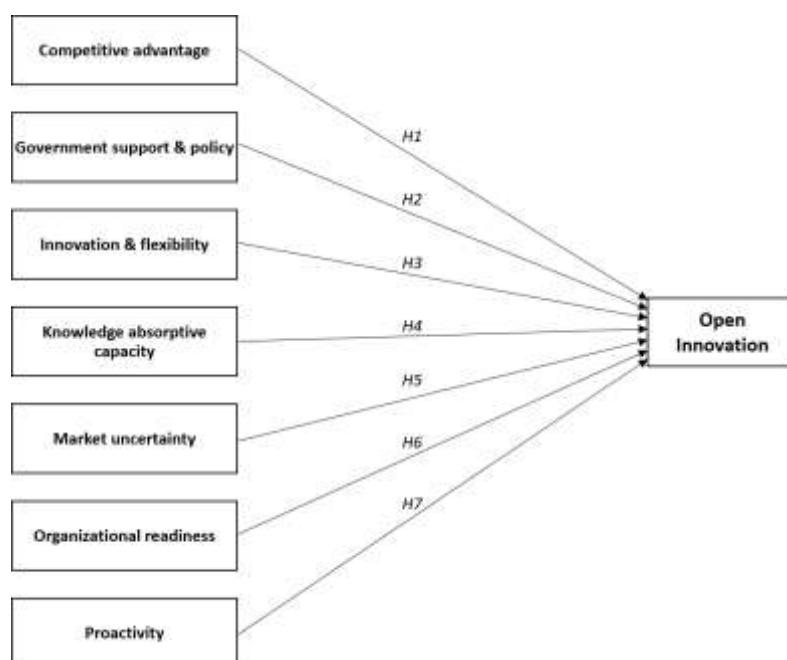 Competitive advantage
H1
Government support & policy
H2
Innovation & flexibility
H3
Knowledge absorptive
capacity
H4
Open
Innovation
Market uncertainty
H5
Organizational readiness
H6
Proactivity
H7